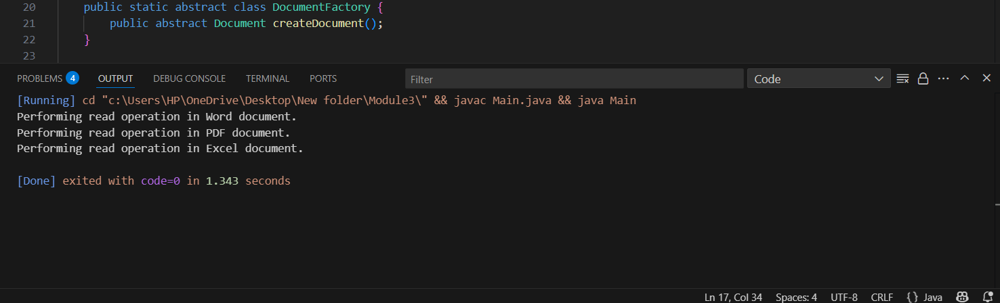 20 public static abstract class DocumentFactory {
21 public abstract Document createDocument();
22 }
23
PROBLEMS 4 OUTPUT DEBUG CONSOLE TERMINAL PORTS Filter Code
[Running] cd "c:\Users\HP\OneDrive\Desktop\New folder\Module3\" && javac Main.java && java Main
Performing read operation in Word document.
Performing read operation in PDF document.
Performing read operation in Excel document.
[Done] exited with code=0 in 1.343 seconds
Ln 17, Col 34 Spaces: 4 UTF-8 CRLF {} Java